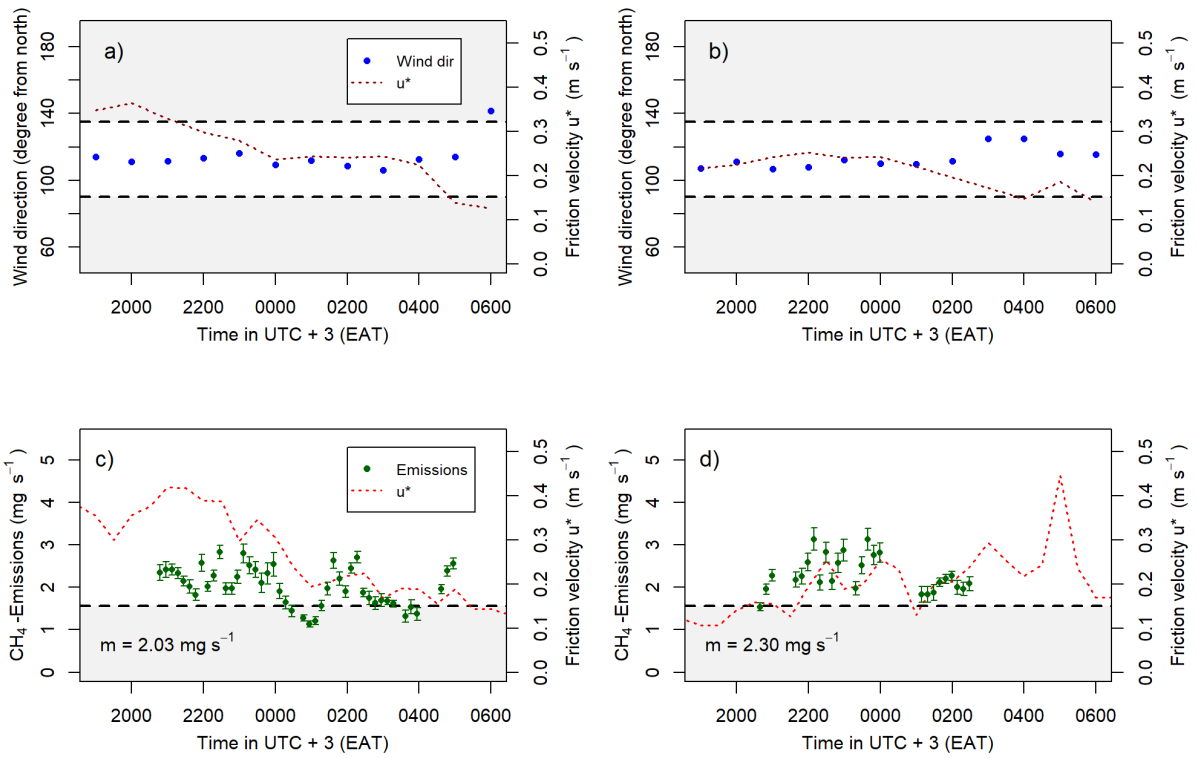 a)
Wind dir
u*
Wind direction (degree from north)
60
100
140
180
Friction velocity u* (m s⁻¹)
0.0
0.1
0.2
0.3
0.4
0.5
2000 2200 0000 0200 0400 0600
Time in UTC + 3 (EAT)
b)
Wind direction (degree from north)
60
100
140
180
Friction velocity u* (m s⁻¹)
0.0
0.1
0.2
0.3
0.4
0.5
2000 2200 0000 0200 0400 0600
Time in UTC + 3 (EAT)
c)
Emissions
u*
CH₄ -Emissions (mg s⁻¹)
5
4
3
2
1
0
m = 2.03 mg s⁻¹
Friction velocity u* (m s⁻¹)
0.0
0.1
0.2
0.3
0.4
0.5
2000 2200 0000 0200 0400 0600
Time in UTC + 3 (EAT)
d)
CH₄ -Emissions (mg s⁻¹)
5
4
3
2
1
0
m = 2.30 mg s⁻¹
Friction velocity u* (m s⁻¹)
0.0
0.1
0.2
0.3
0.4
0.5
2000 2200 0000 0200 0400 0600
Time in UTC + 3 (EAT)